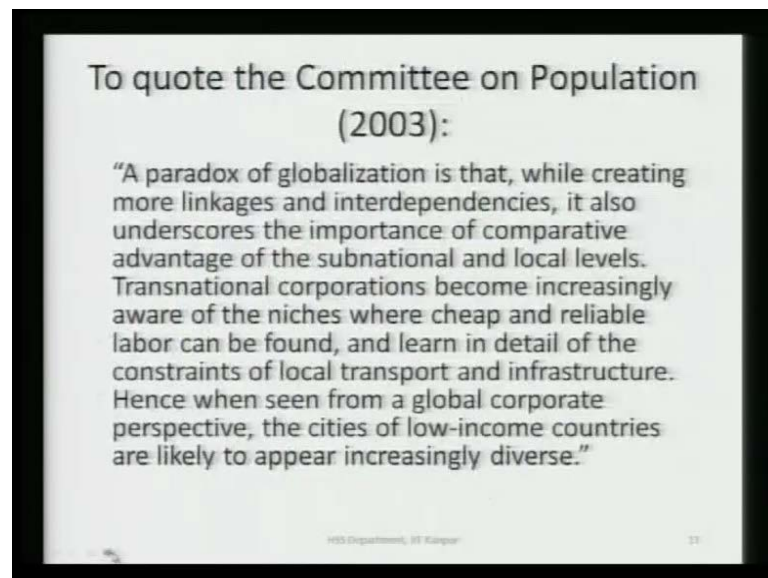 To quote the Committee on Population
(2003):
“A paradox of globalization is that, while creating
more linkages and interdependencies, it also
underscores the importance of comparative
advantage of the subnational and local levels.
Transnational corporations become increasingly
aware of the niches where cheap and reliable
labor can be found, and learn in detail of the
constraints of local transport and infrastructure.
Hence when seen from a global corporate
perspective, the cities of low-income countries
are likely to appear increasingly diverse.”
HSS Department, IIT Kanpur